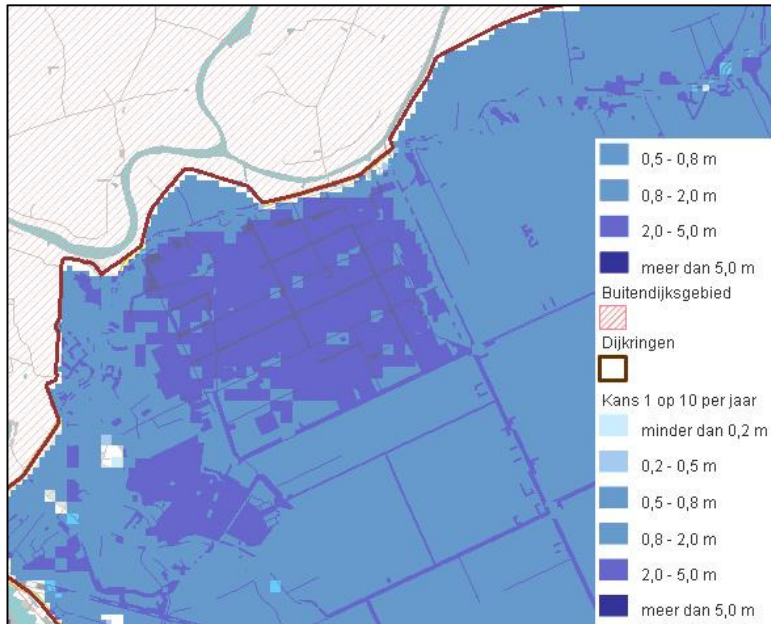 0,5 - 0,8 m
0,8 - 2,0 m
2,0 - 5,0 m
meer dan 5,0 m
Buitendijksgebied
Dijkringen
Kans 1 op 10 per jaar
minder dan 0,2 m
0,2 - 0,5 m
0,5 - 0,8 m
0,8 - 2,0 m
2,0 - 5,0 m
meer dan 5,0 m